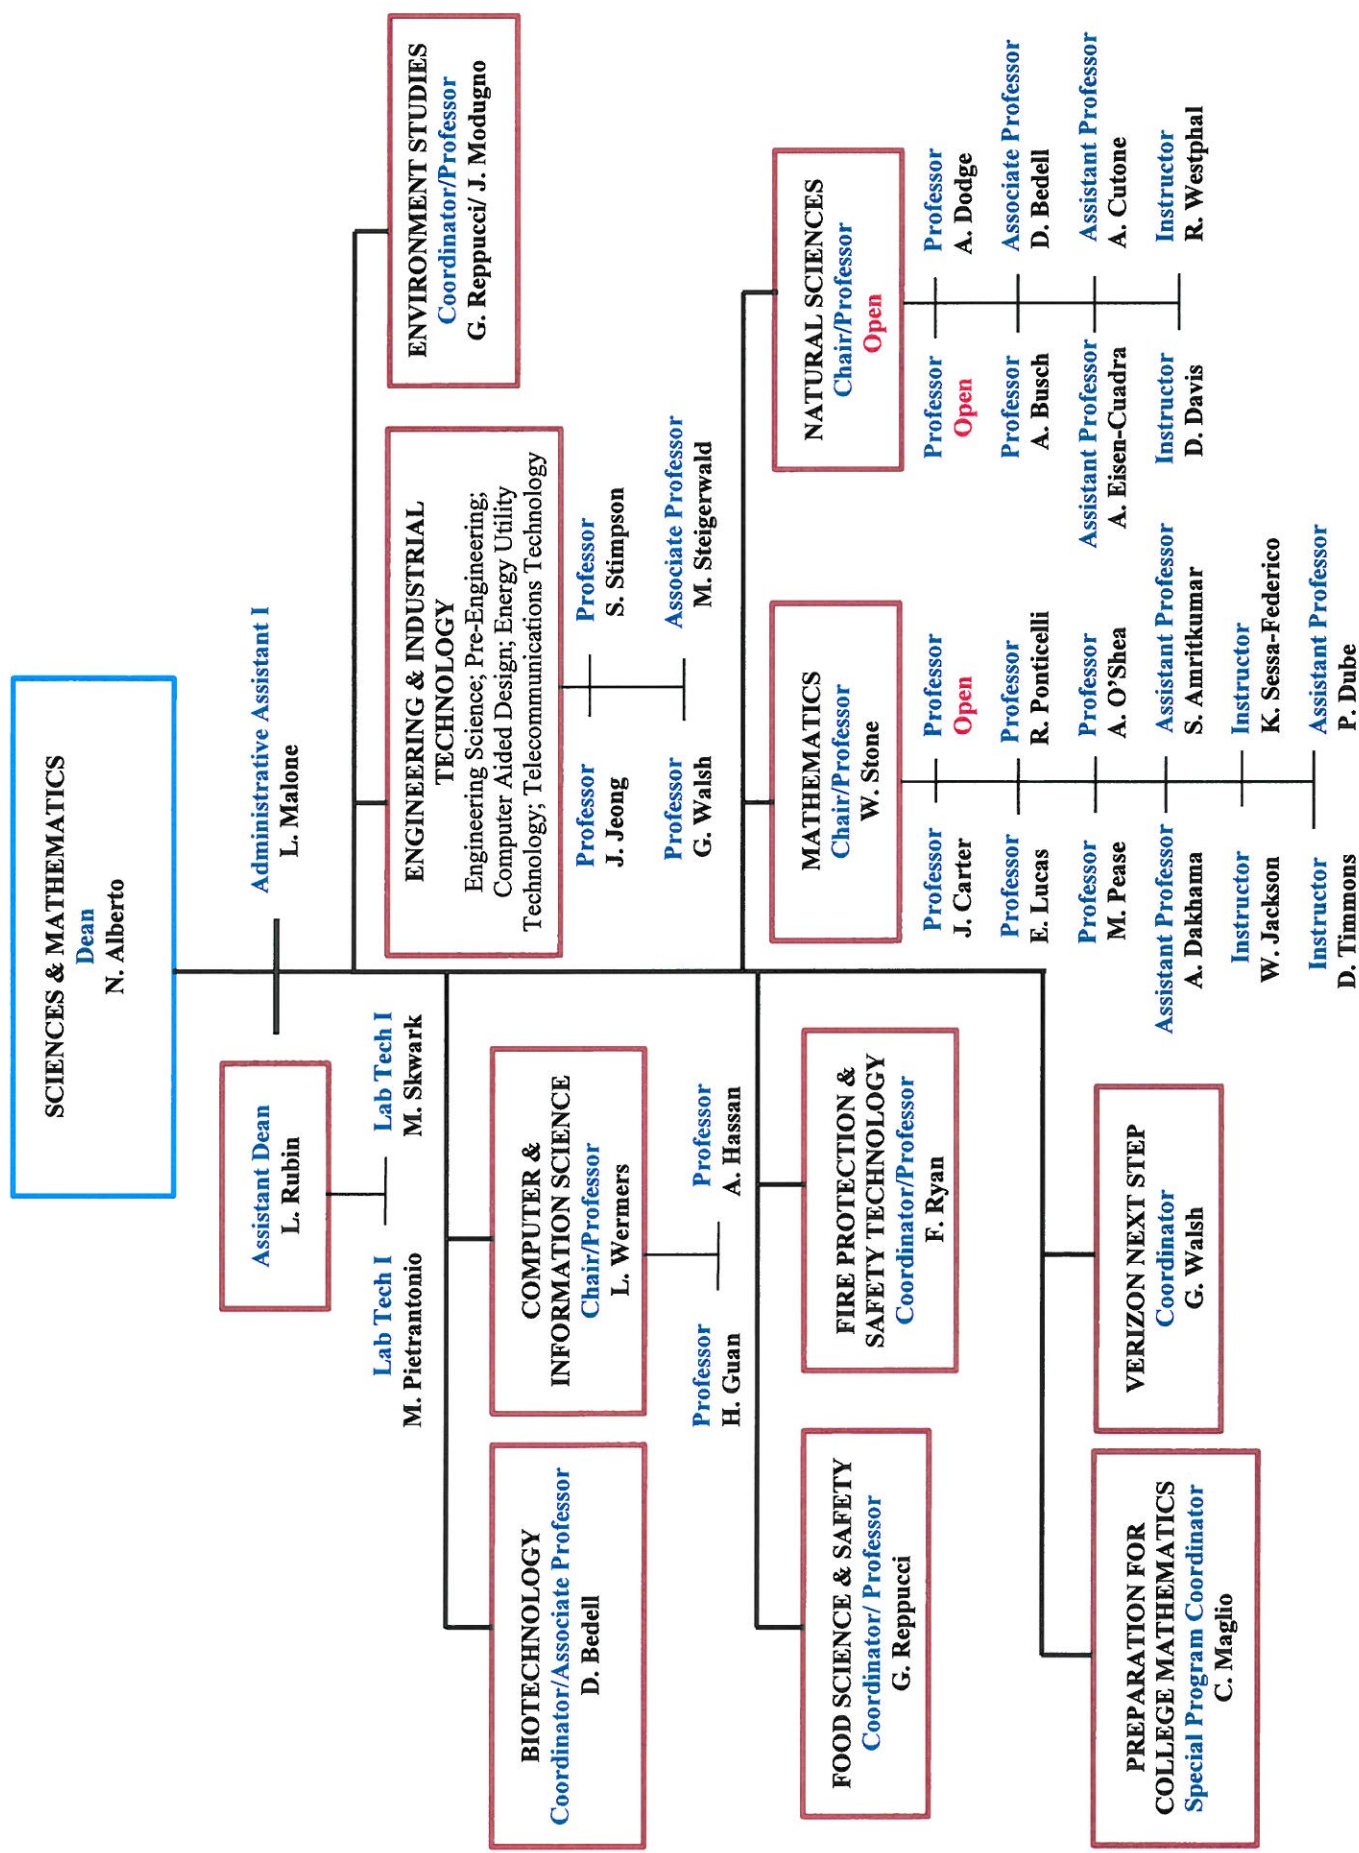 SCIENCES & MATHEMATICS
Dean
N. Alberto
Assistant Dean
L. Rubin
Administrative Assistant I
L. Malone
Lab Tech I
M. Pietrantonio
Lab Tech I
M. Skwark
ENGINEERING & INDUSTRIAL
TECHNOLOGY
Engineering Science; Pre-Engineering;
Computer Aided Design; Energy Utility
Technology; Telecommunications Technology
ENVIRONMENT STUDIES
Coordinator/Professor
G. Reppucci/ J. Modugno
Professor
J. Jeong
Professor
S. Stimpson
Professor
G. Walsh
Associate Professor
M. Steigerwald
BIOTECHNOLOGY
Coordinator/Associate Professor
D. Bedell
COMPUTER &
INFORMATION SCIENCE
Chair/Professor
L. Wermers
Professor
H. Guan
Professor
A. Hassan
MATHEMATICS
Chair/Professor
W. Stone
Professor
J. Carter
Professor
Open
Professor
E. Lucas
Professor
R. Ponticelli
Professor
M. Pease
Professor
A. O’Shea
Assistant Professor
A. Dakhama
Assistant Professor
S. Amritkumar
Instructor
W. Jackson
Instructor
K. Sessa-Federico
Instructor
D. Timmons
Assistant Professor
P. Dube
NATURAL SCIENCES
Chair/Professor
Open
Professor
Open
Professor
A. Dodge
Professor
A. Busch
Associate Professor
D. Bedell
Assistant Professor
A. Eisen-Cuadra
Assistant Professor
A. Cutone
Instructor
D. Davis
Instructor
R. Westphal
FOOD SCIENCE & SAFETY
Coordinator/ Professor
G. Reppucci
FIRE PROTECTION &
SAFETY TECHNOLOGY
Coordinator/Professor
F. Ryan
PREPARATION FOR
COLLEGE MATHEMATICS
Special Program Coordinator
C. Maglio
VERIZON NEXT STEP
Coordinator
G. Walsh